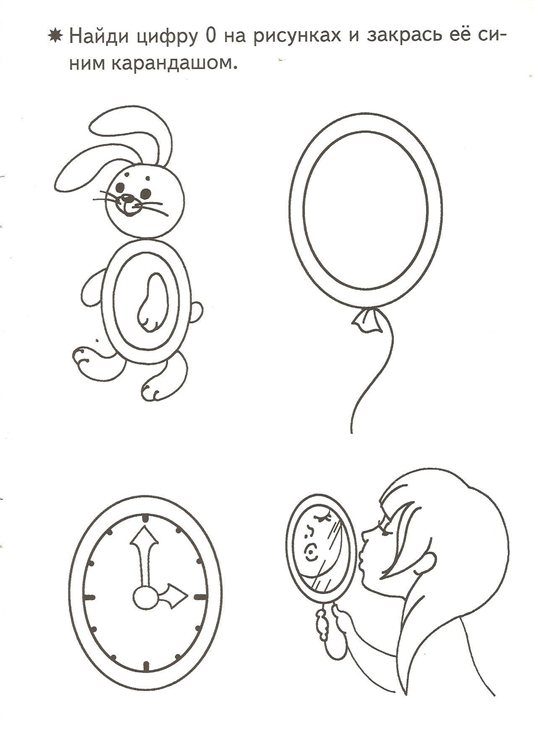 ✷ Найди цифру 0 на рисунках и закрась её си-
ним карандашом.